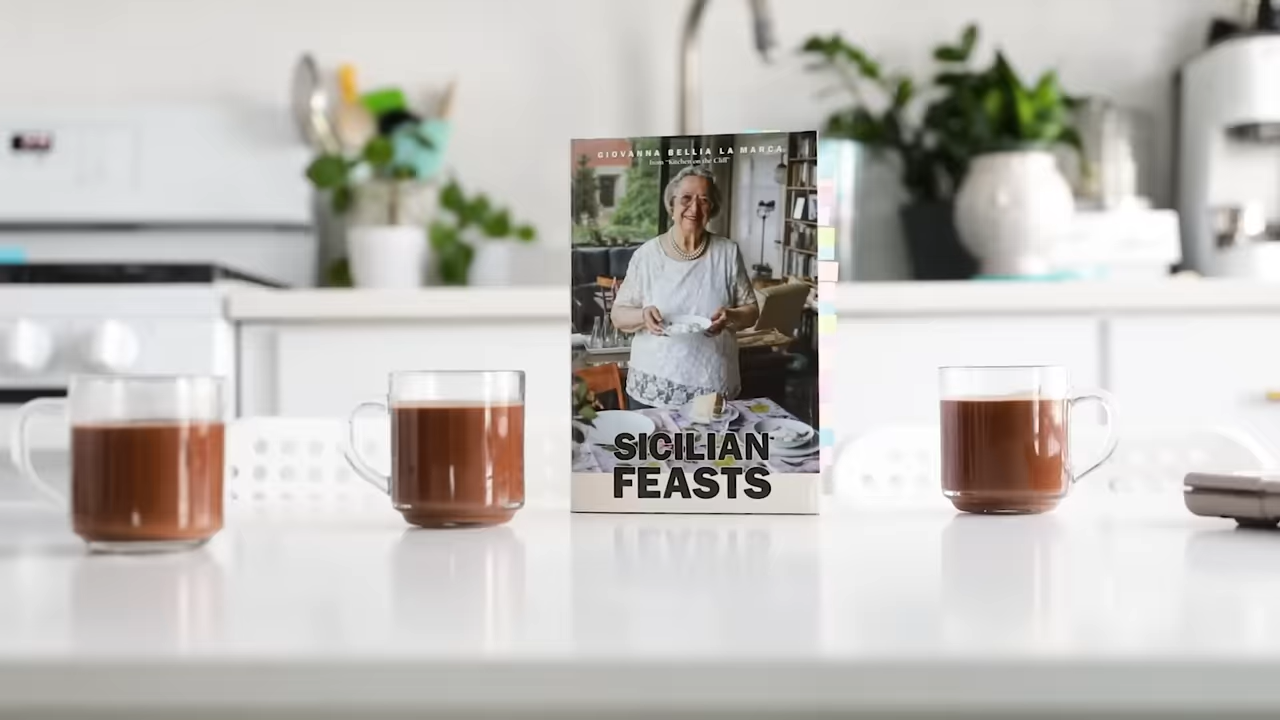 GIOVANNA BELLIA LA MARCA
from "Kitchen on the Cliff"
SICILIAN
FEASTS